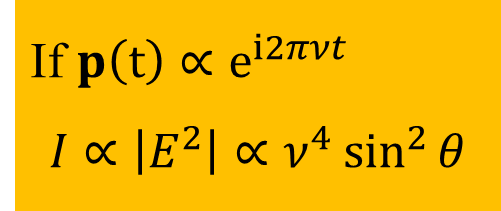 If p(t) ∝ e^{i2πνt}
I ∝ |E²| ∝ ν⁴ sin² θ